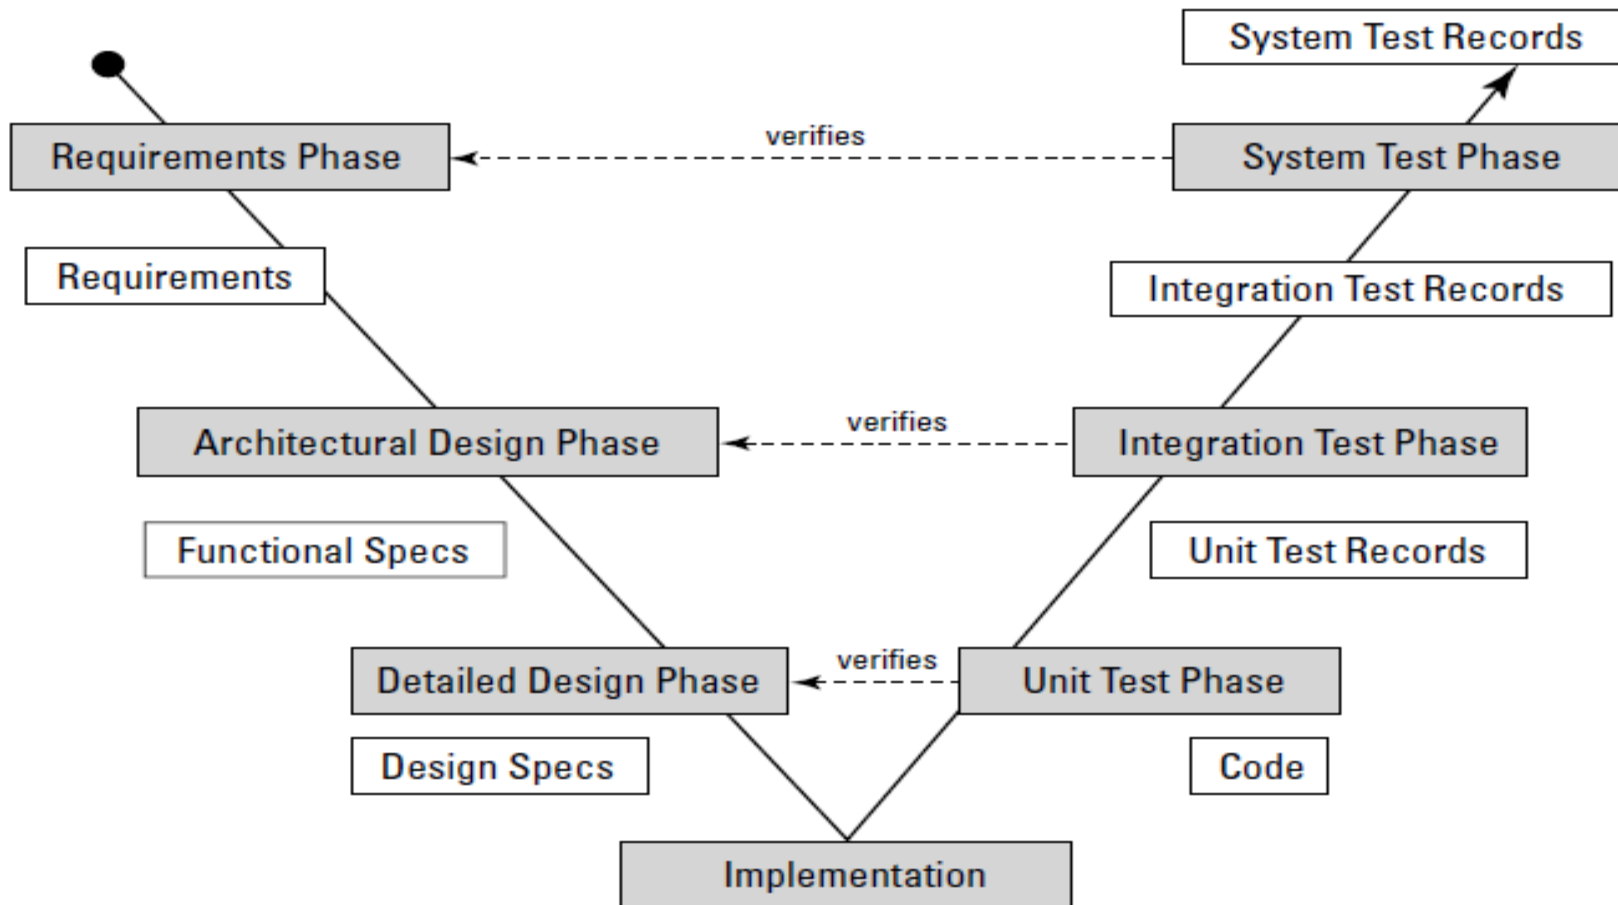 System Test Records
verifies
Requirements Phase
System Test Phase
Requirements
Integration Test Records
verifies
Architectural Design Phase
Integration Test Phase
Functional Specs
Unit Test Records
verifies
Detailed Design Phase
Unit Test Phase
Design Specs
Code
Implementation